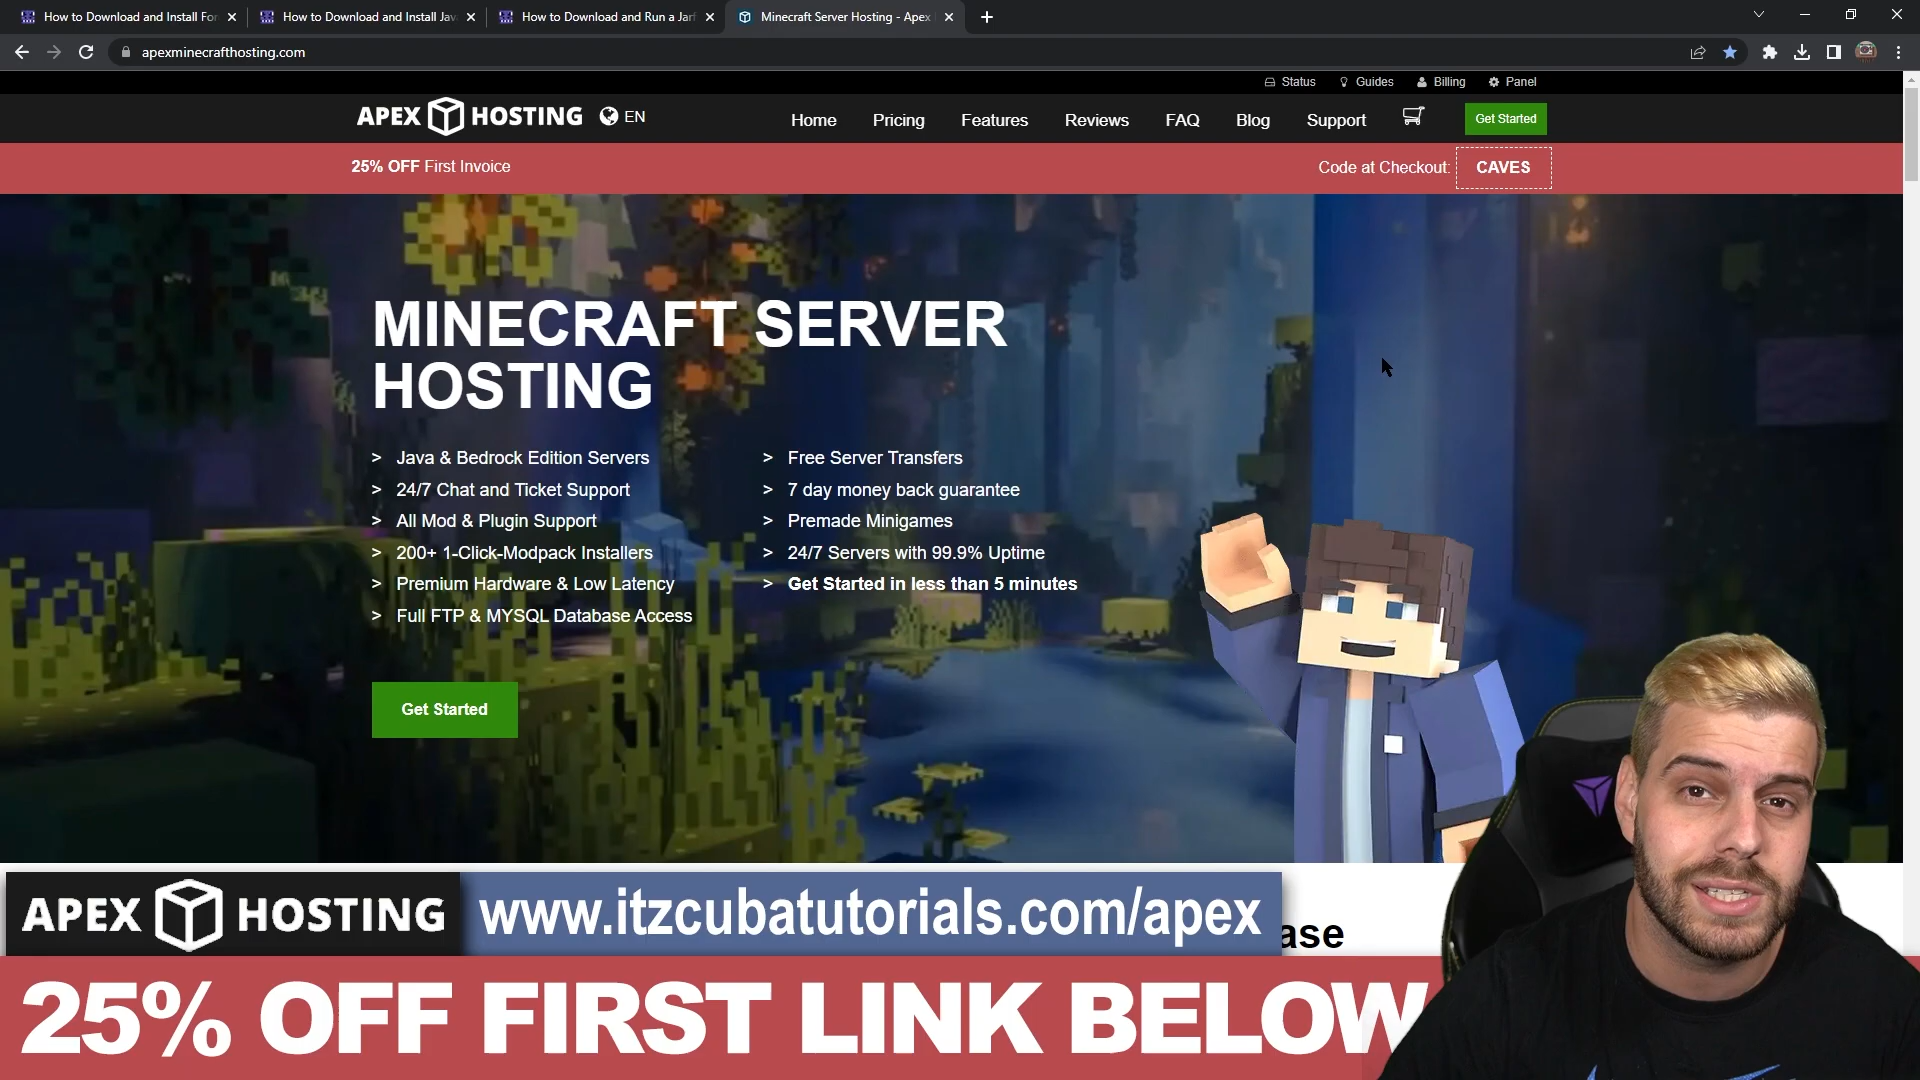 How to Download and Install For
How to Download and Install Jav
How to Download and Run a Jarf
Minecraft Server Hosting - Apex
apexminecrafthosting.com
Status
Guides
Billing
Panel
APEX HOSTING
EN
Home
Pricing
Features
Reviews
FAQ
Blog
Support
Get Started
25% OFF First Invoice
Code at Checkout: CAVES
MINECRAFT SERVER
HOSTING
> Java & Bedrock Edition Servers
> 24/7 Chat and Ticket Support
> All Mod & Plugin Support
> 200+ 1-Click-Modpack Installers
> Premium Hardware & Low Latency
> Full FTP & MYSQL Database Access
> Free Server Transfers
> 7 day money back guarantee
> Premade Minigames
> 24/7 Servers with 99.9% Uptime
> Get Started in less than 5 minutes
Get Started
APEX HOSTING
www.itzcubatutorials.com/apex
ase
25% OFF FIRST LINK BELOW